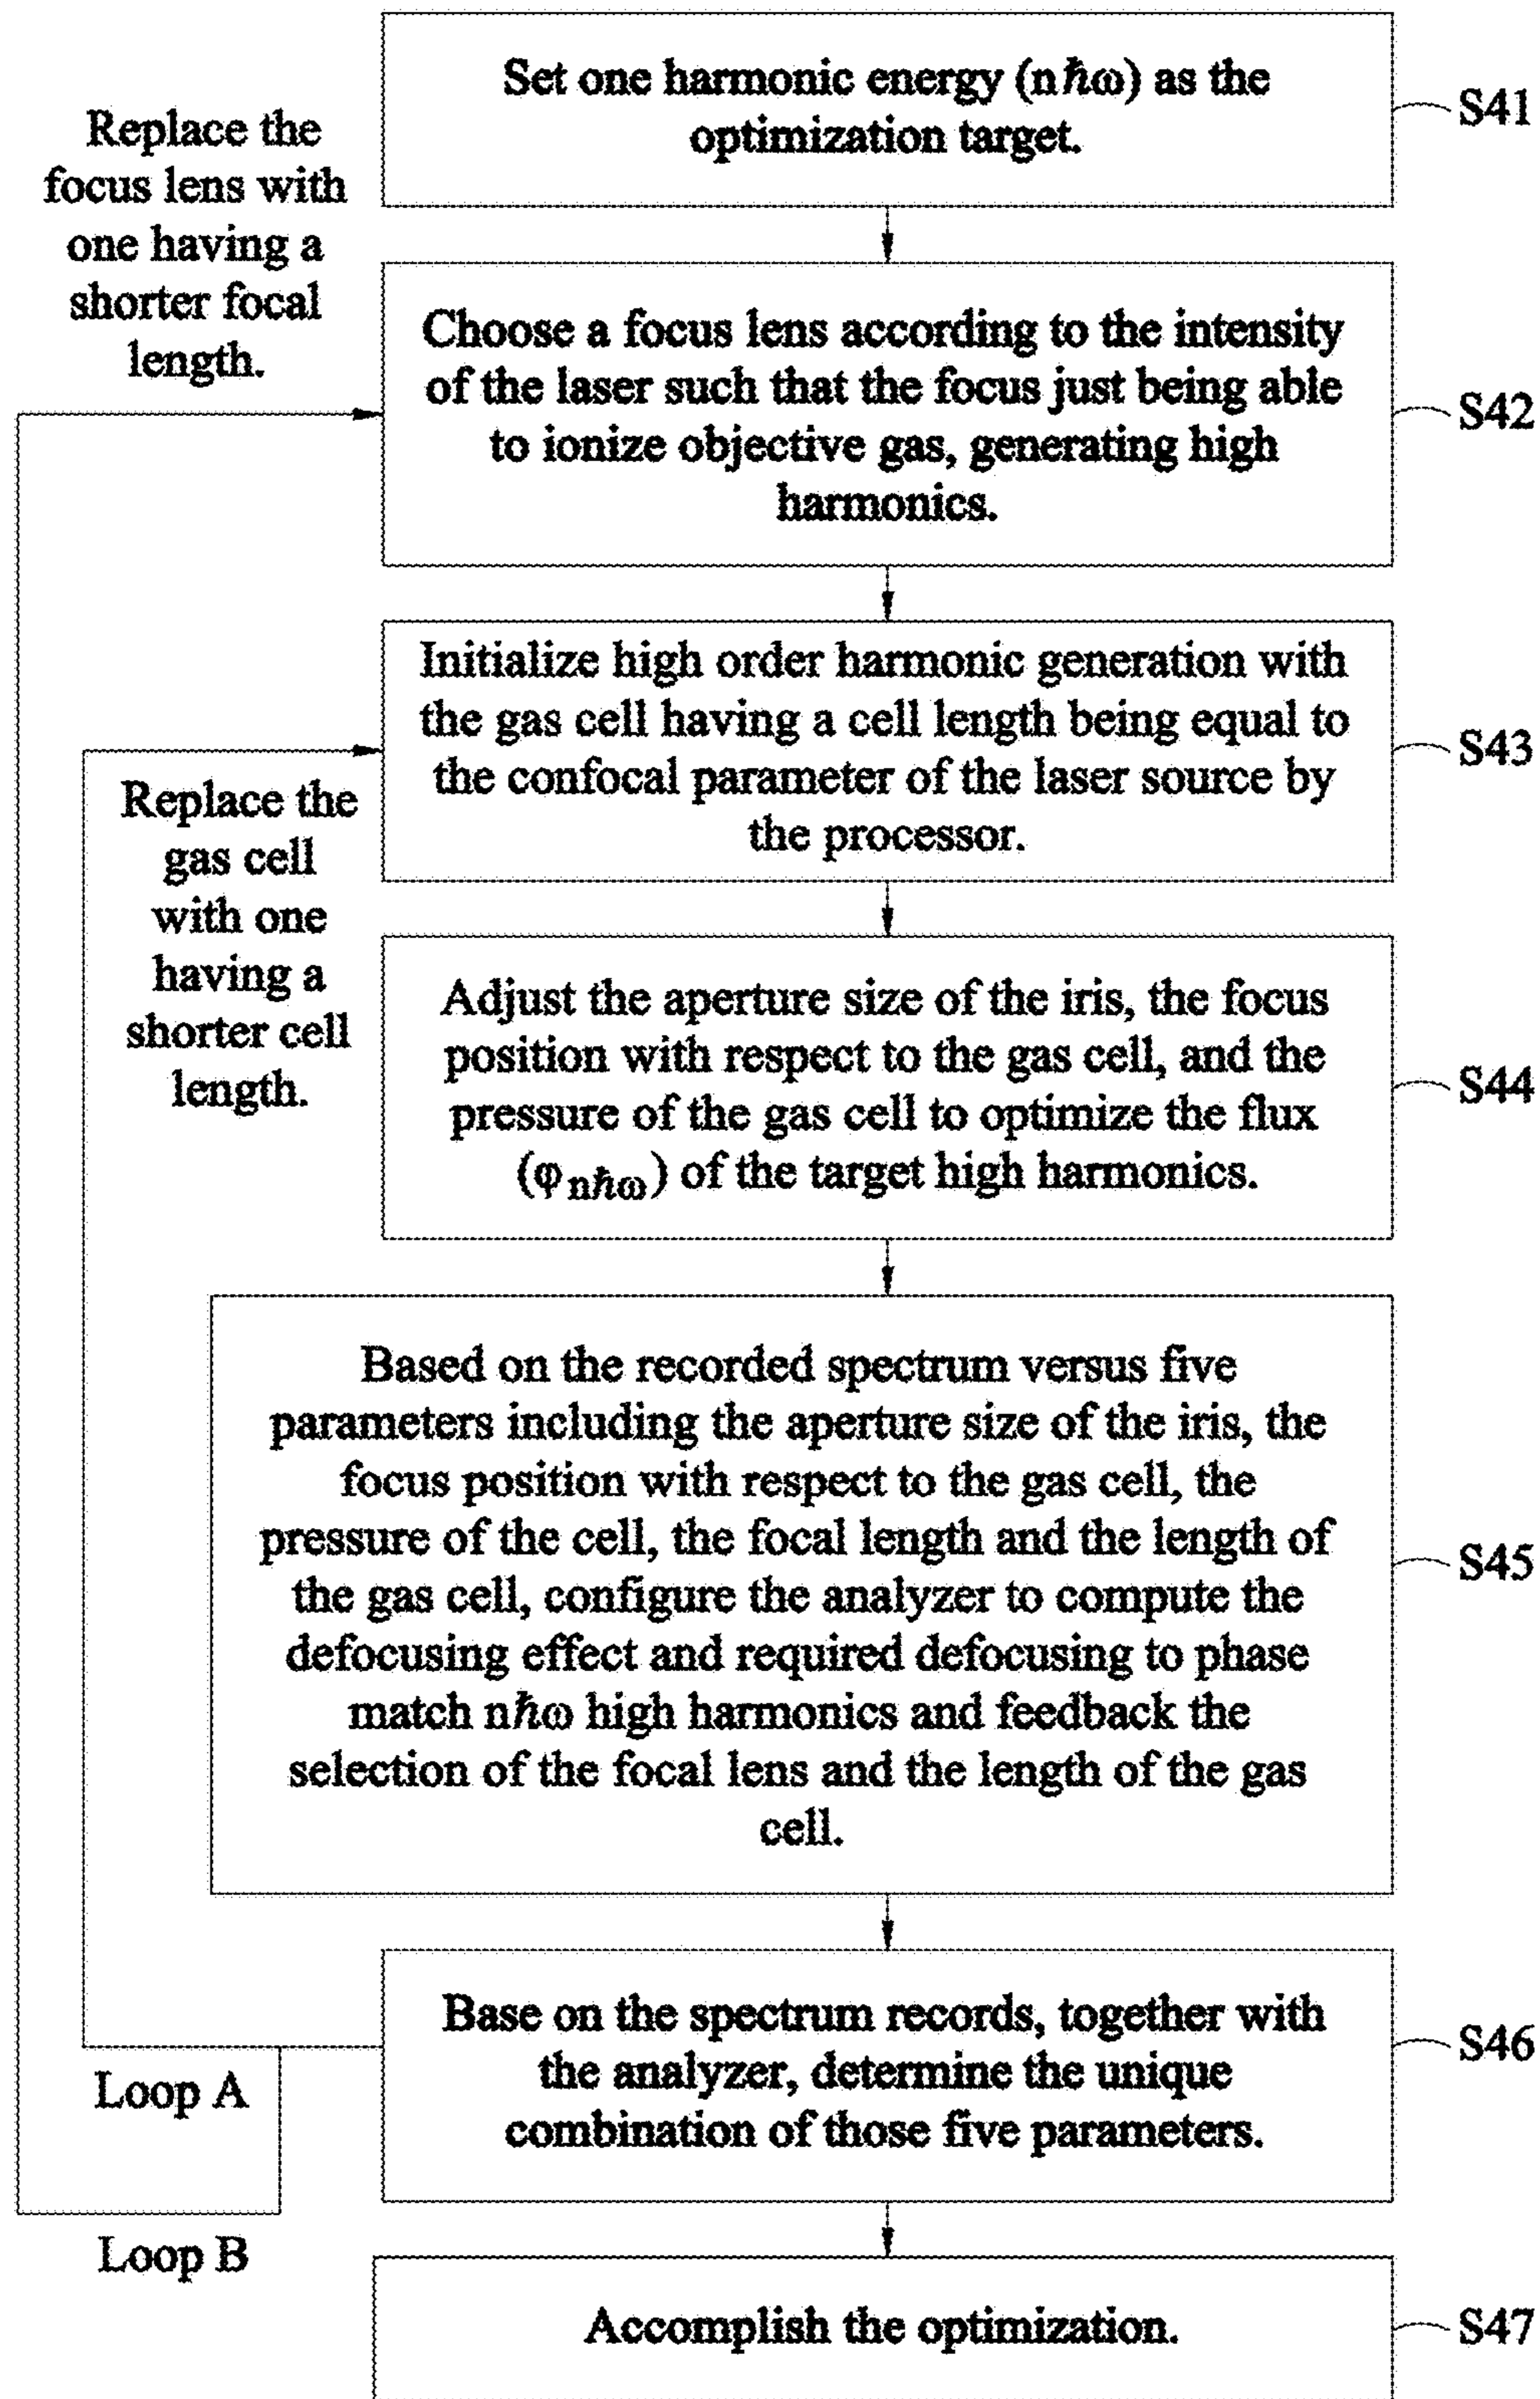 Set one harmonic energy (nℏω) as the
optimization target.
S41
Replace the
focus lens with
one having a
shorter focal
length.
Choose a focus lens according to the intensity
of the laser such that the focus just being able
to ionize objective gas, generating high
harmonics.
S42
Initialize high order harmonic generation with
the gas cell having a cell length being equal to
the confocal parameter of the laser source by
the processor.
S43
Replace the
gas cell
with one
having a
shorter cell
length.
Adjust the aperture size of the iris, the focus
position with respect to the gas cell, and the
pressure of the gas cell to optimize the flux
(φnℏω) of the target high harmonics.
S44
Based on the recorded spectrum versus five
parameters including the aperture size of the iris, the
focus position with respect to the gas cell, the
pressure of the cell, the focal length and the length of
the gas cell, configure the analyzer to compute the
defocusing effect and required defocusing to phase
match nℏω high harmonics and feedback the
selection of the focal lens and the length of the gas
cell.
S45
Base on the spectrum records, together with
the analyzer, determine the unique
combination of those five parameters.
S46
Loop A
Loop B
Accomplish the optimization.
S47